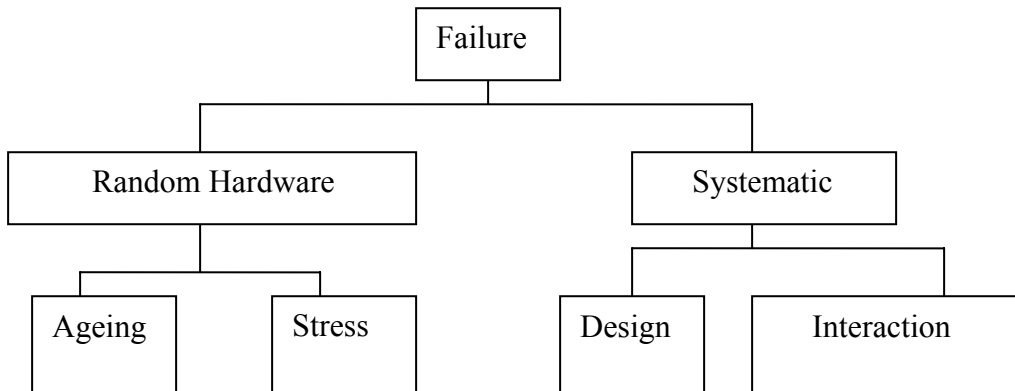 Failure
Random Hardware
Systematic
Ageing
Stress
Design
Interaction